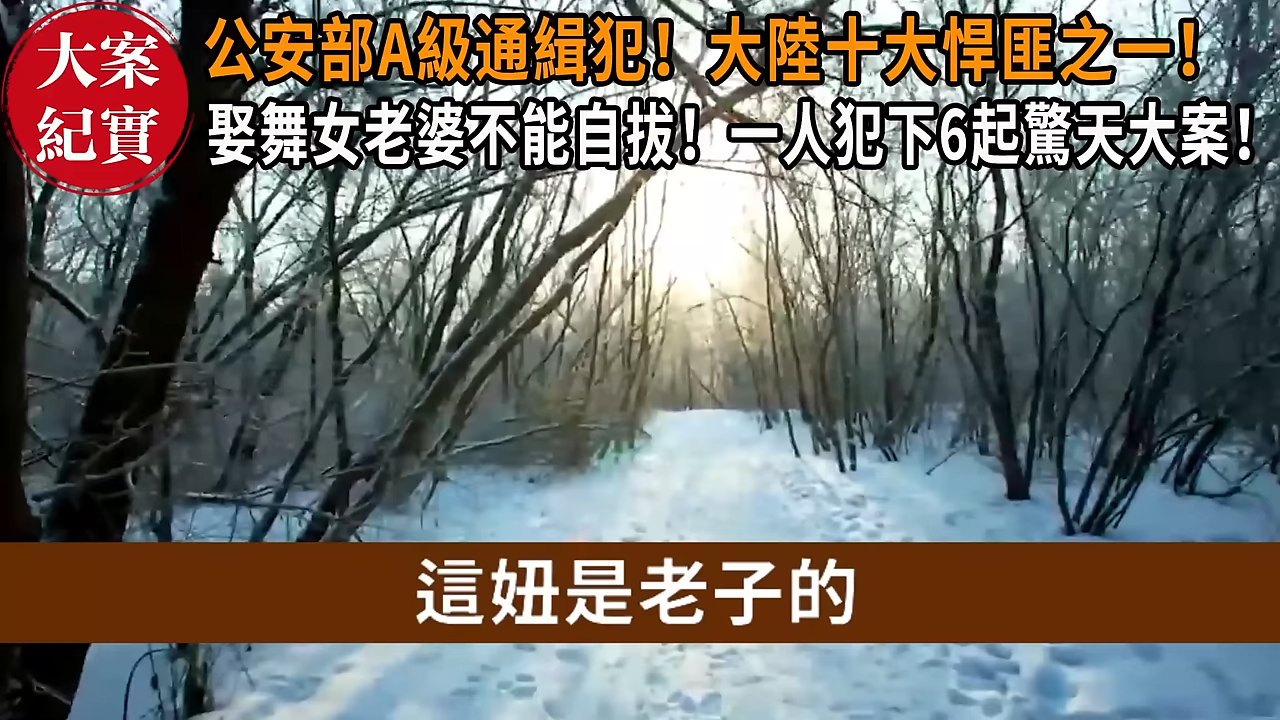 大案
紀實
公安部A級通緝犯！大陸十大悍匪之一！
娶舞女老婆不能自拔！一人犯下6起驚天大案！
這妞是老子的